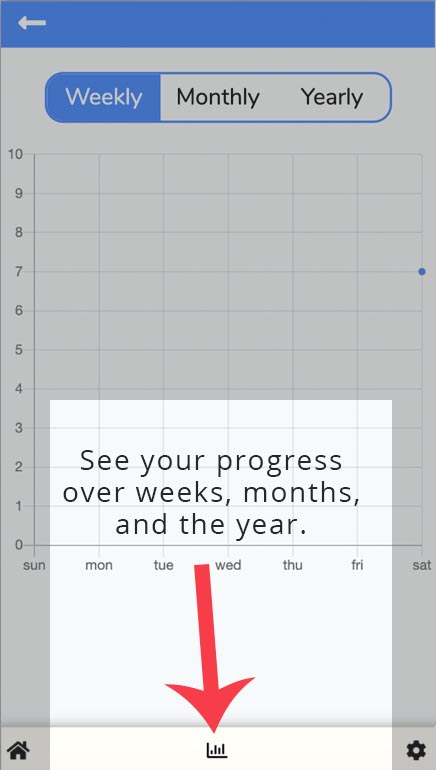 Weekly Monthly Yearly
10
9
8
7
6
5
4
3
2
1
0
See your progress
over weeks, months,
and the year.
sun mon tue wed thu fri sat